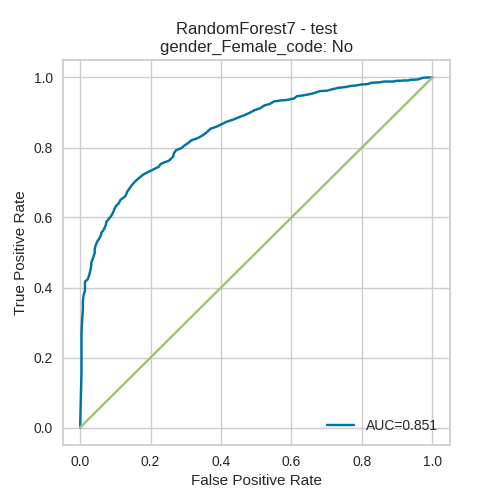 RandomForest7 - test
gender_Female_code: No
True Positive Rate
1.0
0.8
0.6
0.4
0.2
0.0
AUC=0.851
0.0 0.2 0.4 0.6 0.8 1.0
False Positive Rate